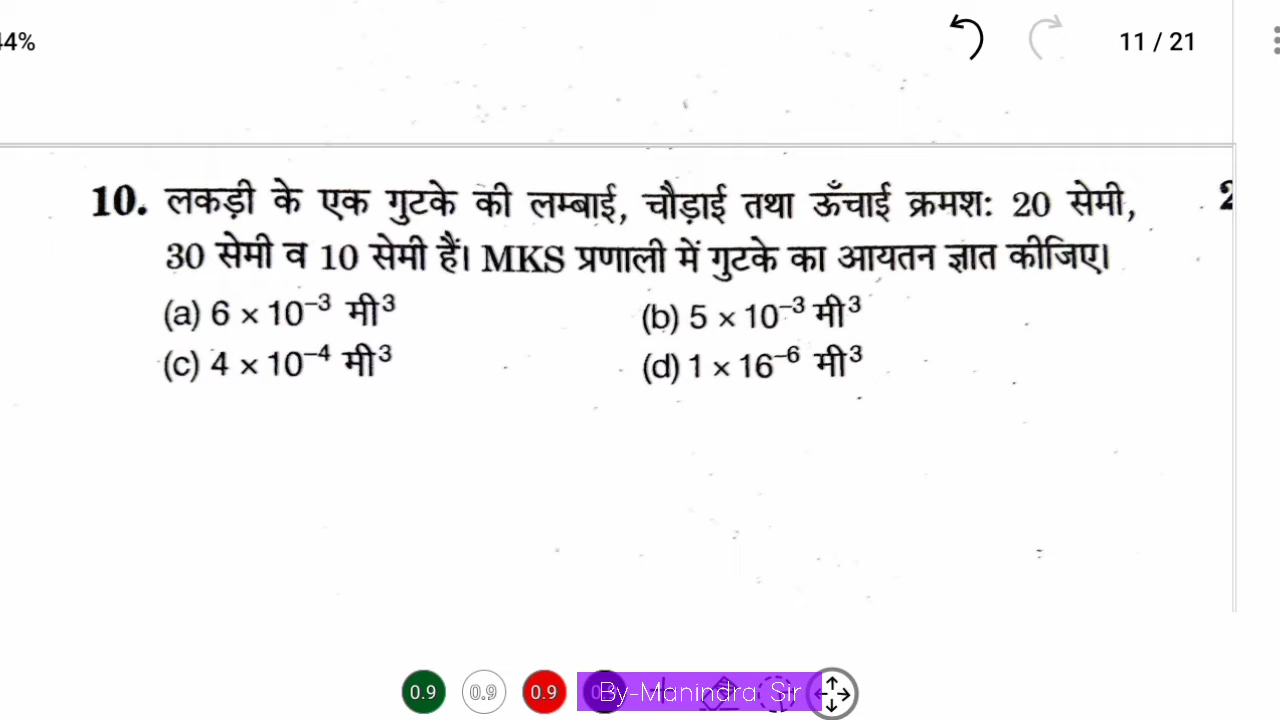 44%
11 / 21
10. लकड़ी के एक गुटके की लम्बाई, चौड़ाई तथा ऊँचाई क्रमशः 20 सेमी,
30 सेमी व 10 सेमी हैं। MKS प्रणाली में गुटके का आयतन ज्ञात कीजिए।
(a) 6 × 10⁻³ मी³ (b) 5 × 10⁻³ मी³
(c) 4 × 10⁻⁴ मी³ (d) 1 × 16⁻⁶ मी³
0.9 0.9 0.9 By-Manindra Sir